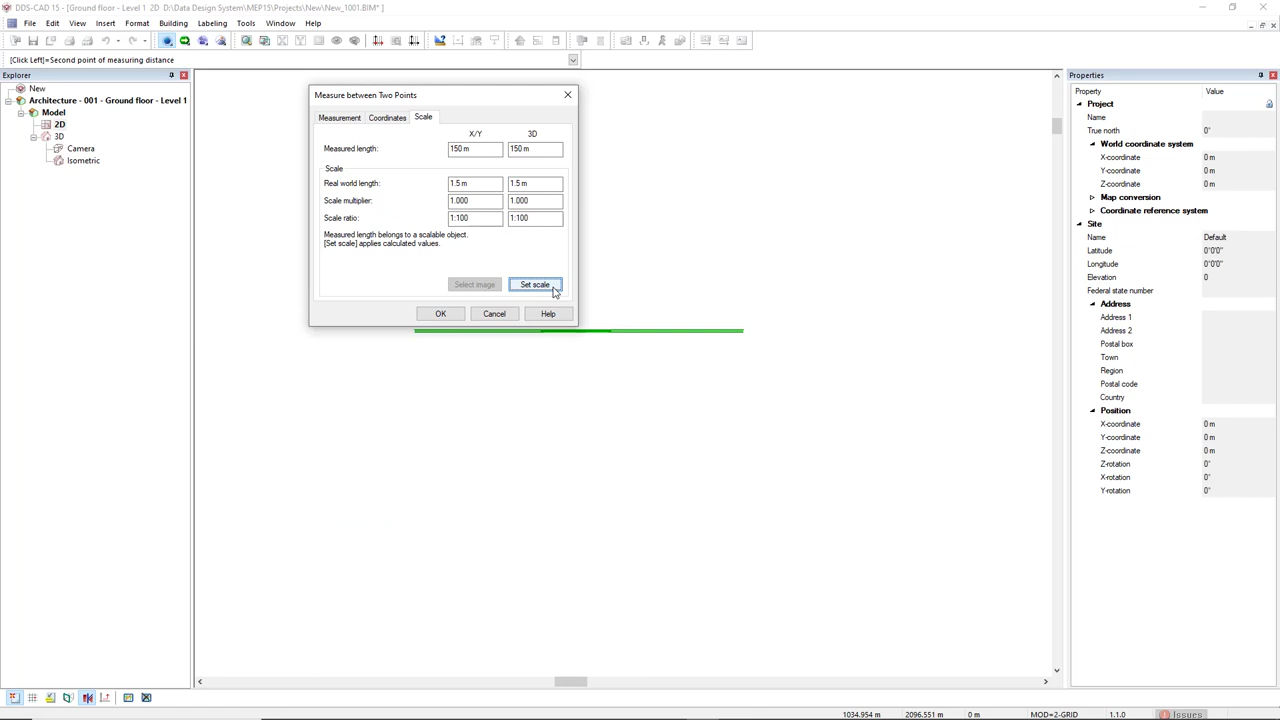 DDS-CAD 15 - [Ground floor - Level 1 2D D:\Data Design System\MEP15\Projects\New\New_1001.BIM* ]
File Edit View Insert Format Building Labeling Tools Window Help
[Click Left]=Second point of measuring distance
Explorer
New
Architecture - 001 - Ground floor - Level 1
Model
2D
3D
Camera
Isometric
Measure between Two Points
Measurement Coordinates Scale
X/Y 3D
Measured length: 150 m 150 m
Scale
Real world length: 1.5 m 1.5 m
Scale multiplier: 1.000 1.000
Scale ratio: 1:100 1:100
Measured length belongs to a scalable object.
[Set scale] applies calculated values.
Select image Set scale
OK Cancel Help
Properties
Property Value
Project
Name
True north 0°
World coordinate system
X-coordinate 0 m
Y-coordinate 0 m
Z-coordinate 0 m
Map conversion
Coordinate reference system
Site
Name Default
Latitude 0°0'0"
Longitude 0°0'0"
Elevation 0
Federal state number
Address
Address 1
Address 2
Postal box
Town
Region
Postal code
Country
Position
X-coordinate 0 m
Y-coordinate 0 m
Z-coordinate 0 m
Z-rotation 0°
X-rotation 0°
Y-rotation 0°
1034.954 m 2096.551 m 0 m MOD=2-GRID 1.1.0 Issues